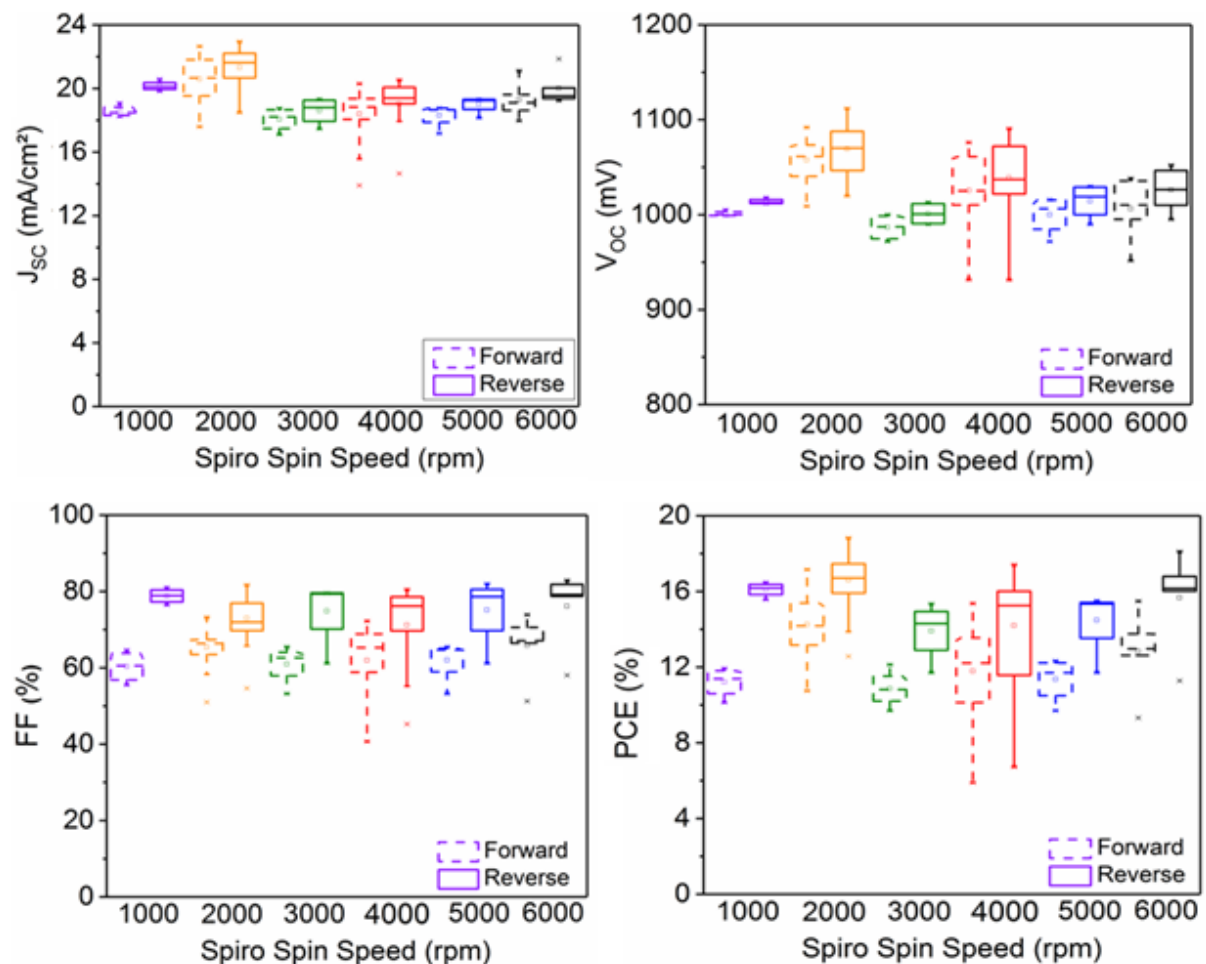 24
20
16
12
8
4
0
J_SC (mA/cm²)
Forward
Reverse
1000 2000 3000 4000 5000 6000
Spiro Spin Speed (rpm)
1200
1100
1000
900
800
V_OC (mV)
Forward
Reverse
1000 2000 3000 4000 5000 6000
Spiro Spin Speed (rpm)
100
80
60
40
20
0
FF (%)
Forward
Reverse
1000 2000 3000 4000 5000 6000
Spiro Spin Speed (rpm)
20
16
12
8
4
0
PCE (%)
Forward
Reverse
1000 2000 3000 4000 5000 6000
Spiro Spin Speed (rpm)